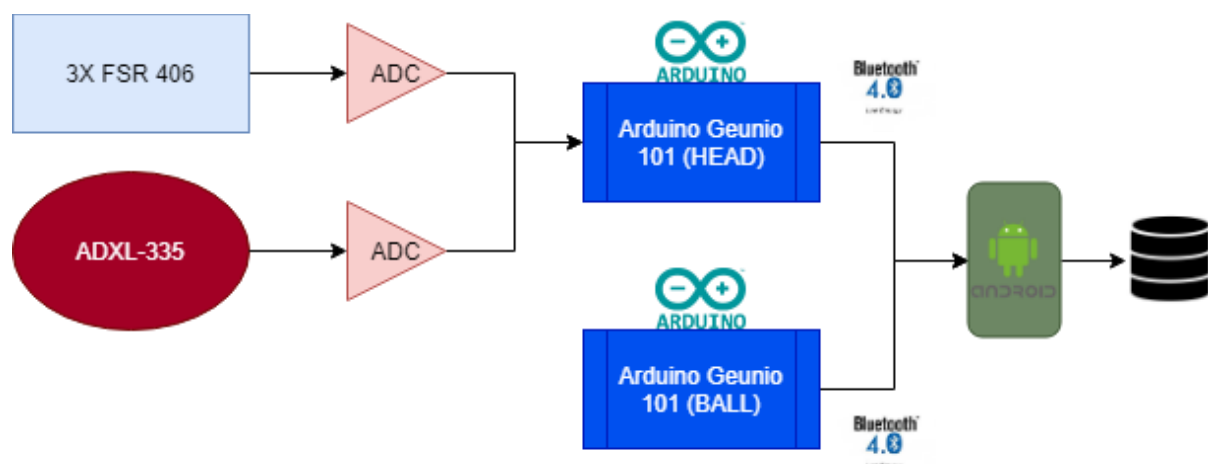 3X FSR 406
ADC
ARDUINO
Arduino Geunio
101 (HEAD)
Bluetooth
4.0
ADXL-335
ADC
ANDROID
ARDUINO
Arduino Geunio
101 (BALL)
Bluetooth
4.0